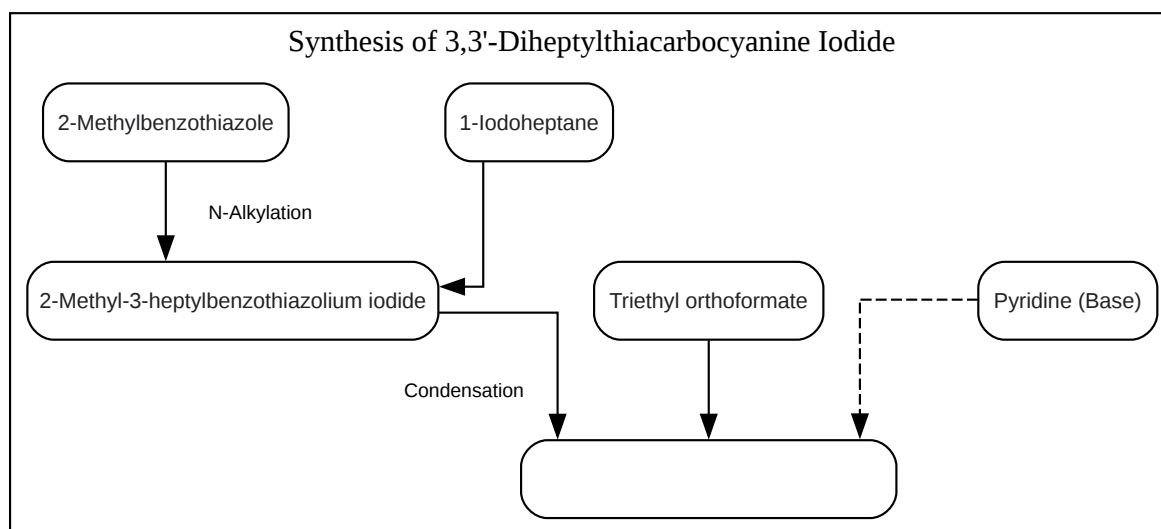 Synthesis of 3,3'-Diheptylthiacarbocyanine Iodide
2-Methylbenzothiazole
1-Iodoheptane
N-Alkylation
2-Methyl-3-heptylbenzothiazolium iodide
Triethyl orthoformate
Pyridine (Base)
Condensation